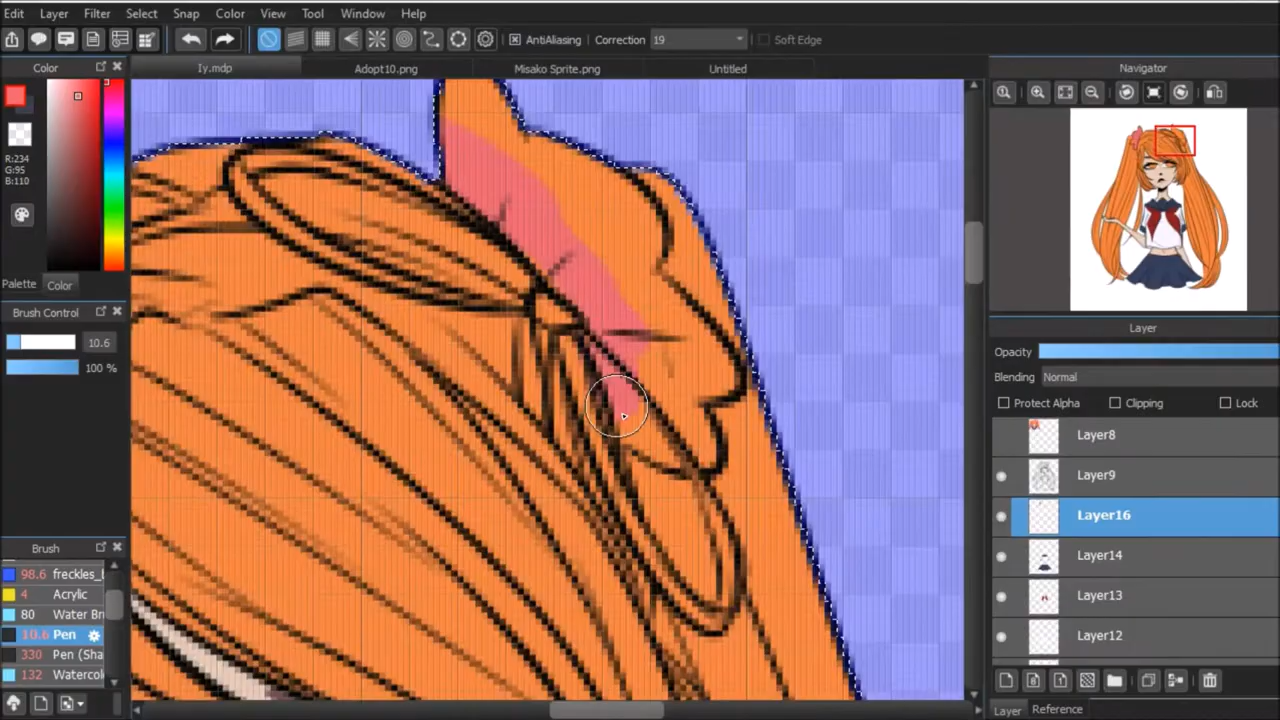 Edit Layer Filter Select Snap Color View Tool Window Help
AntiAliasing Correction 19 Soft Edge
Color Iy.mdp Adopt10.png Misako Sprite.png Untitled Navigator
R:234
G:95
B:110
Palette Color
Brush Control
10.6
100 %
Layer
Opacity
Blending Normal
Protect Alpha Clipping Lock
Layer8
Layer9
Layer16
Layer14
Layer13
Layer12
Brush
98.6 freckles_b
4 Acrylic
80 Water Bru
10.6 Pen
330 Pen (Sha
132 Watercolo
Layer Reference